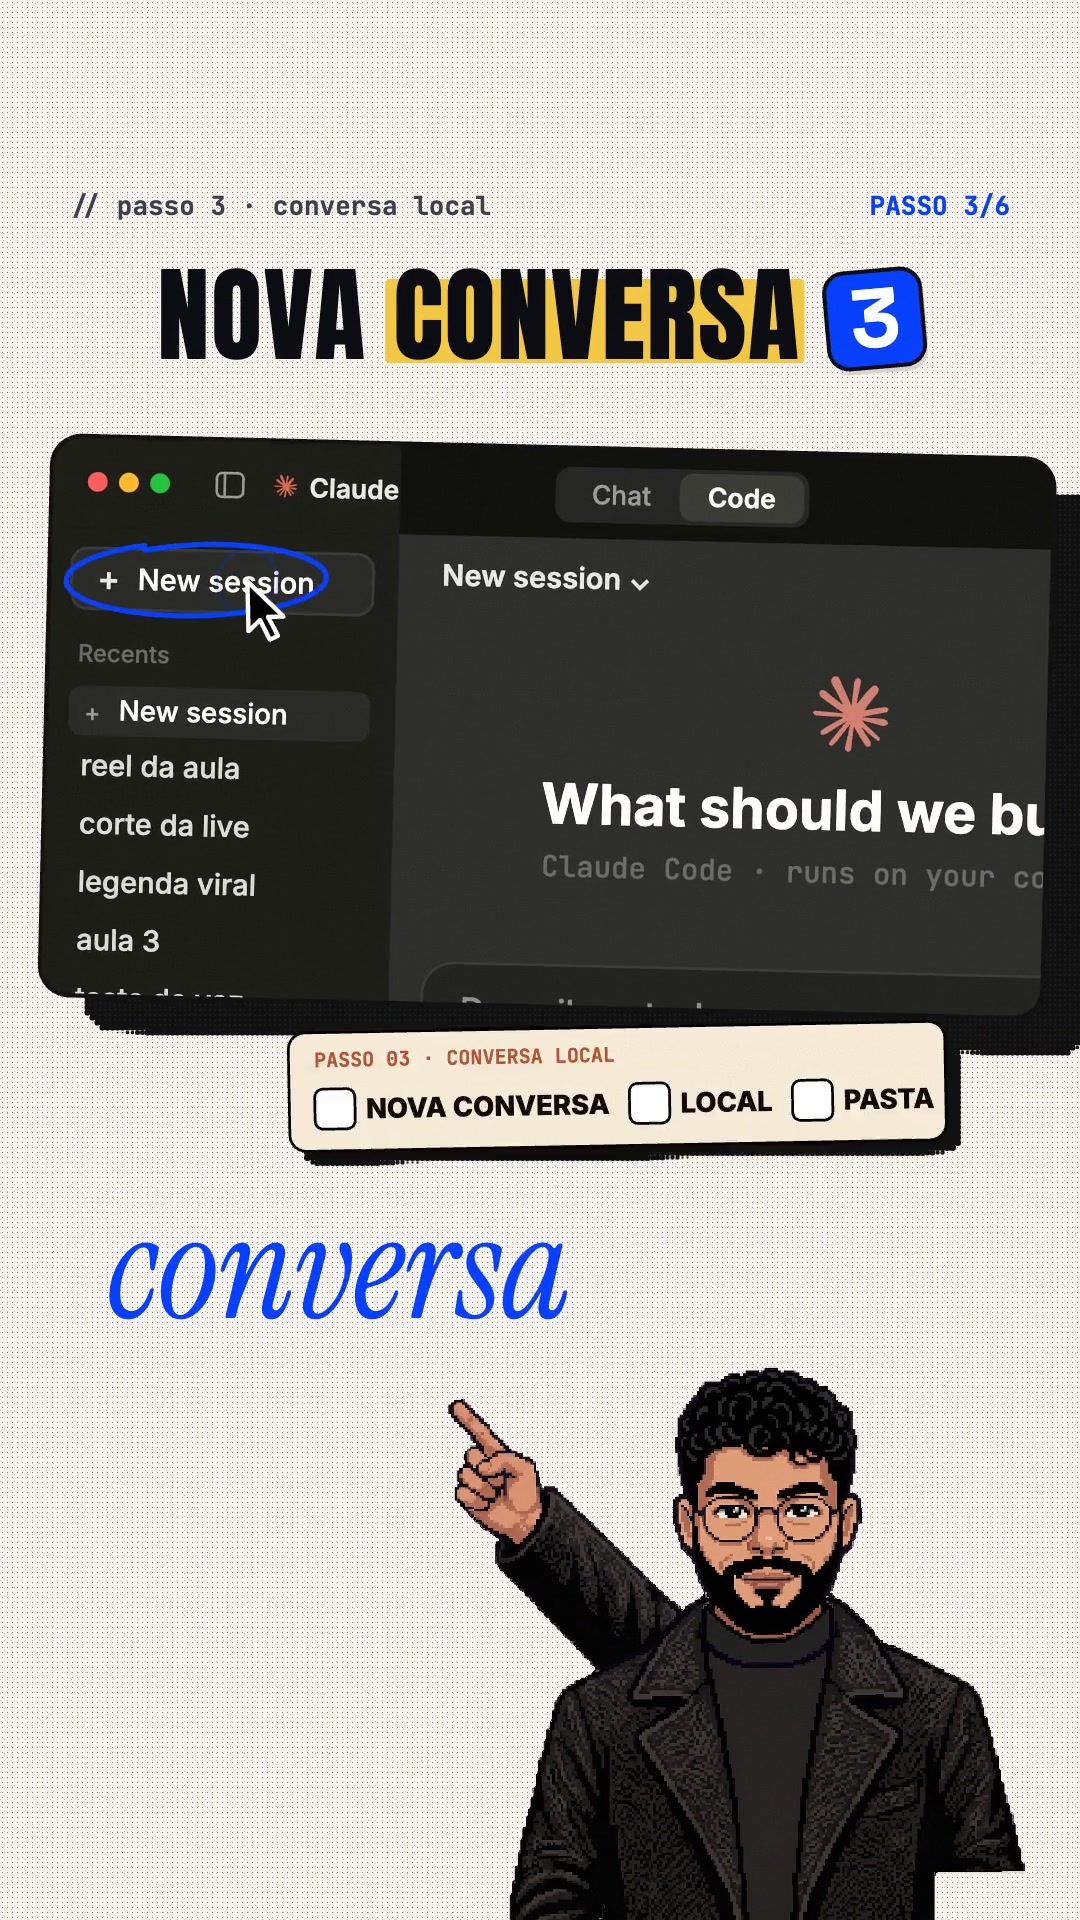 // passo 3 · conversa local
PASSO 3/6
NOVA CONVERSA 3
Claude
Chat
Code
+ New session
New session
Recents
+ New session
reel da aula
corte da live
legenda viral
aula 3
What should we bu
Claude Code · runs on your co
PASSO 03 · CONVERSA LOCAL
NOVA CONVERSA
LOCAL
PASTA
conversa